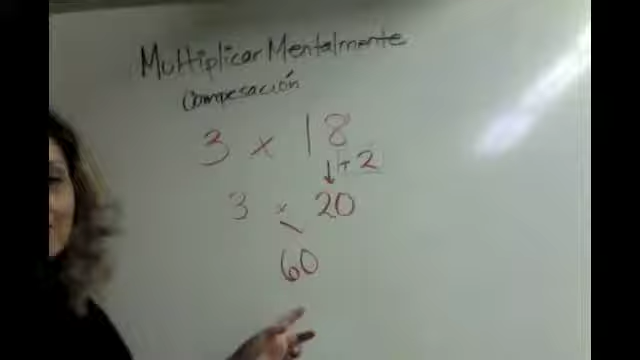 Multiplicar Mentalmente
Compesación
3 x 18
+2
3 x 20
60